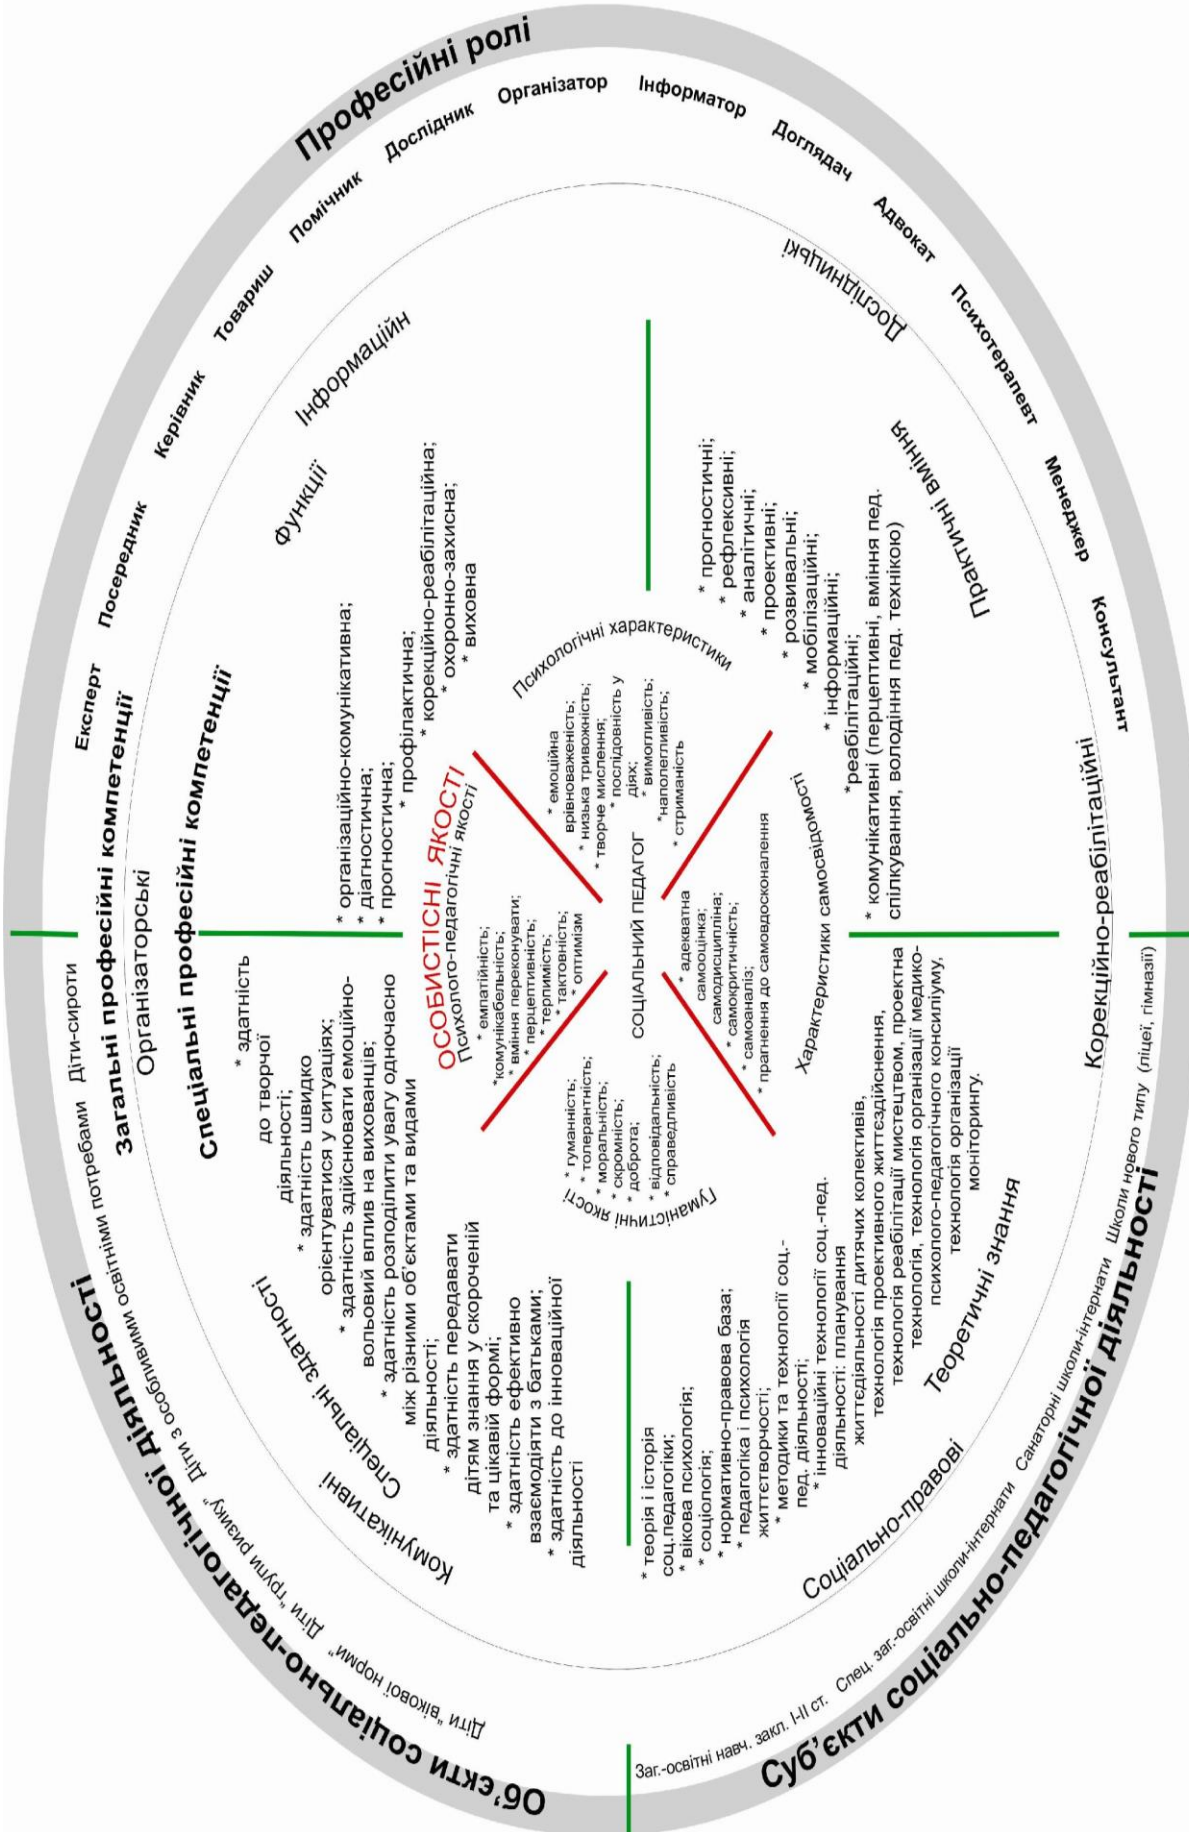 Професійні ролі
Експерт
Посередник
Керівник
Товариш
Помічник
Дослідник
Організатор
Інформатор
Доглядач
Адвокат
Психотерапевт
Менеджер
Консультант
Об’єкти соціально-педагогічної діяльності
Діти "вікової норми"
Діти "групи ризику"
Діти з особливими освітніми потребами
Діти-сироти
Суб’єкти соціально-педагогічної діяльності
Заг.-освітні навч. закл. І-ІІ ст.
Спец. заг.-освітні школи-інтернати
Санаторні школи-інтернати
Школи нового типу (ліцеї, гімназії)
Загальні професійні компетенції
Комунікативні
Організаторські
Інформаційн
Дослідницькі
Корекційно-реабілітаційні
Соціально-правові
Спеціальні професійні компетенції
Спеціальні здатності
* здатність
до творчої
діяльності;
* здатність швидко
орієнтуватися у ситуаціях;
* здатність здійснювати емоційно-
вольовий вплив на вихованців;
* здатність розподілити увагу одночасно
між різними об’єктами та видами
діяльності;
* здатність передавати
дітям знання у скороченій
та цікавій формі;
* здатність ефективно
взаємодіяти з батьками;
* здатність до інноваційної
діяльності
Функції
* організаційно-комунікативна;
* діагностична;
* прогностична;
* профілактична;
* корекційно-реабілітаційна;
* охоронно-захисна;
* виховна
Практичні вміння
* прогностичні;
* рефлексивні;
* аналітичні;
* проективні;
* розвивальні;
* мобілізаційні;
* інформаційні;
*реабілітаційні;
* комунікативні (перцептивні, вміння пед.
спілкування, володіння пед. технікою)
Теоретичні знання
* теорія і історія
соц.педагогіки;
* вікова психологія;
* соціологія;
* нормативно-правова база;
* педагогіка і психологія
життєтворчості;
* методики та технології соц.-
пед. діяльності;
* інноваційні технології соц.-пед.
діяльності: планування
життєдіяльності дитячих колективів,
технологія проективного життєздійснення,
технологія реабілітації мистецтвом, проектна
технологія, технологія організації медико-
психолого-педагогічного консиліуму,
технологія організації
моніторингу.
ОСОБИСТІСНІ ЯКОСТІ
Психолого-педагогічні якості
* емпатійність;
*комунікабельність;
* вміння переконувати;
* перцептивність;
* терпимість;
* тактовність;
* оптимізм
Психологічні характеристики
* емоційна
врівноваженість;
* низька тривожність;
* творче мислення;
* послідовність у
діях;
* вимогливість;
*наполегливість;
* стриманість
СОЦІАЛЬНИЙ ПЕДАГОГ
Гуманістичні якості
* гуманність;
* толерантність;
* моральність;
* скромність;
* доброта;
* відповідальність;
* справедливість
Характеристики самосвідомості
* адекватна
самооцінка;
самодисципліна;
* самокритичність;
* самоаналіз;
* прагнення до самовдосконалення